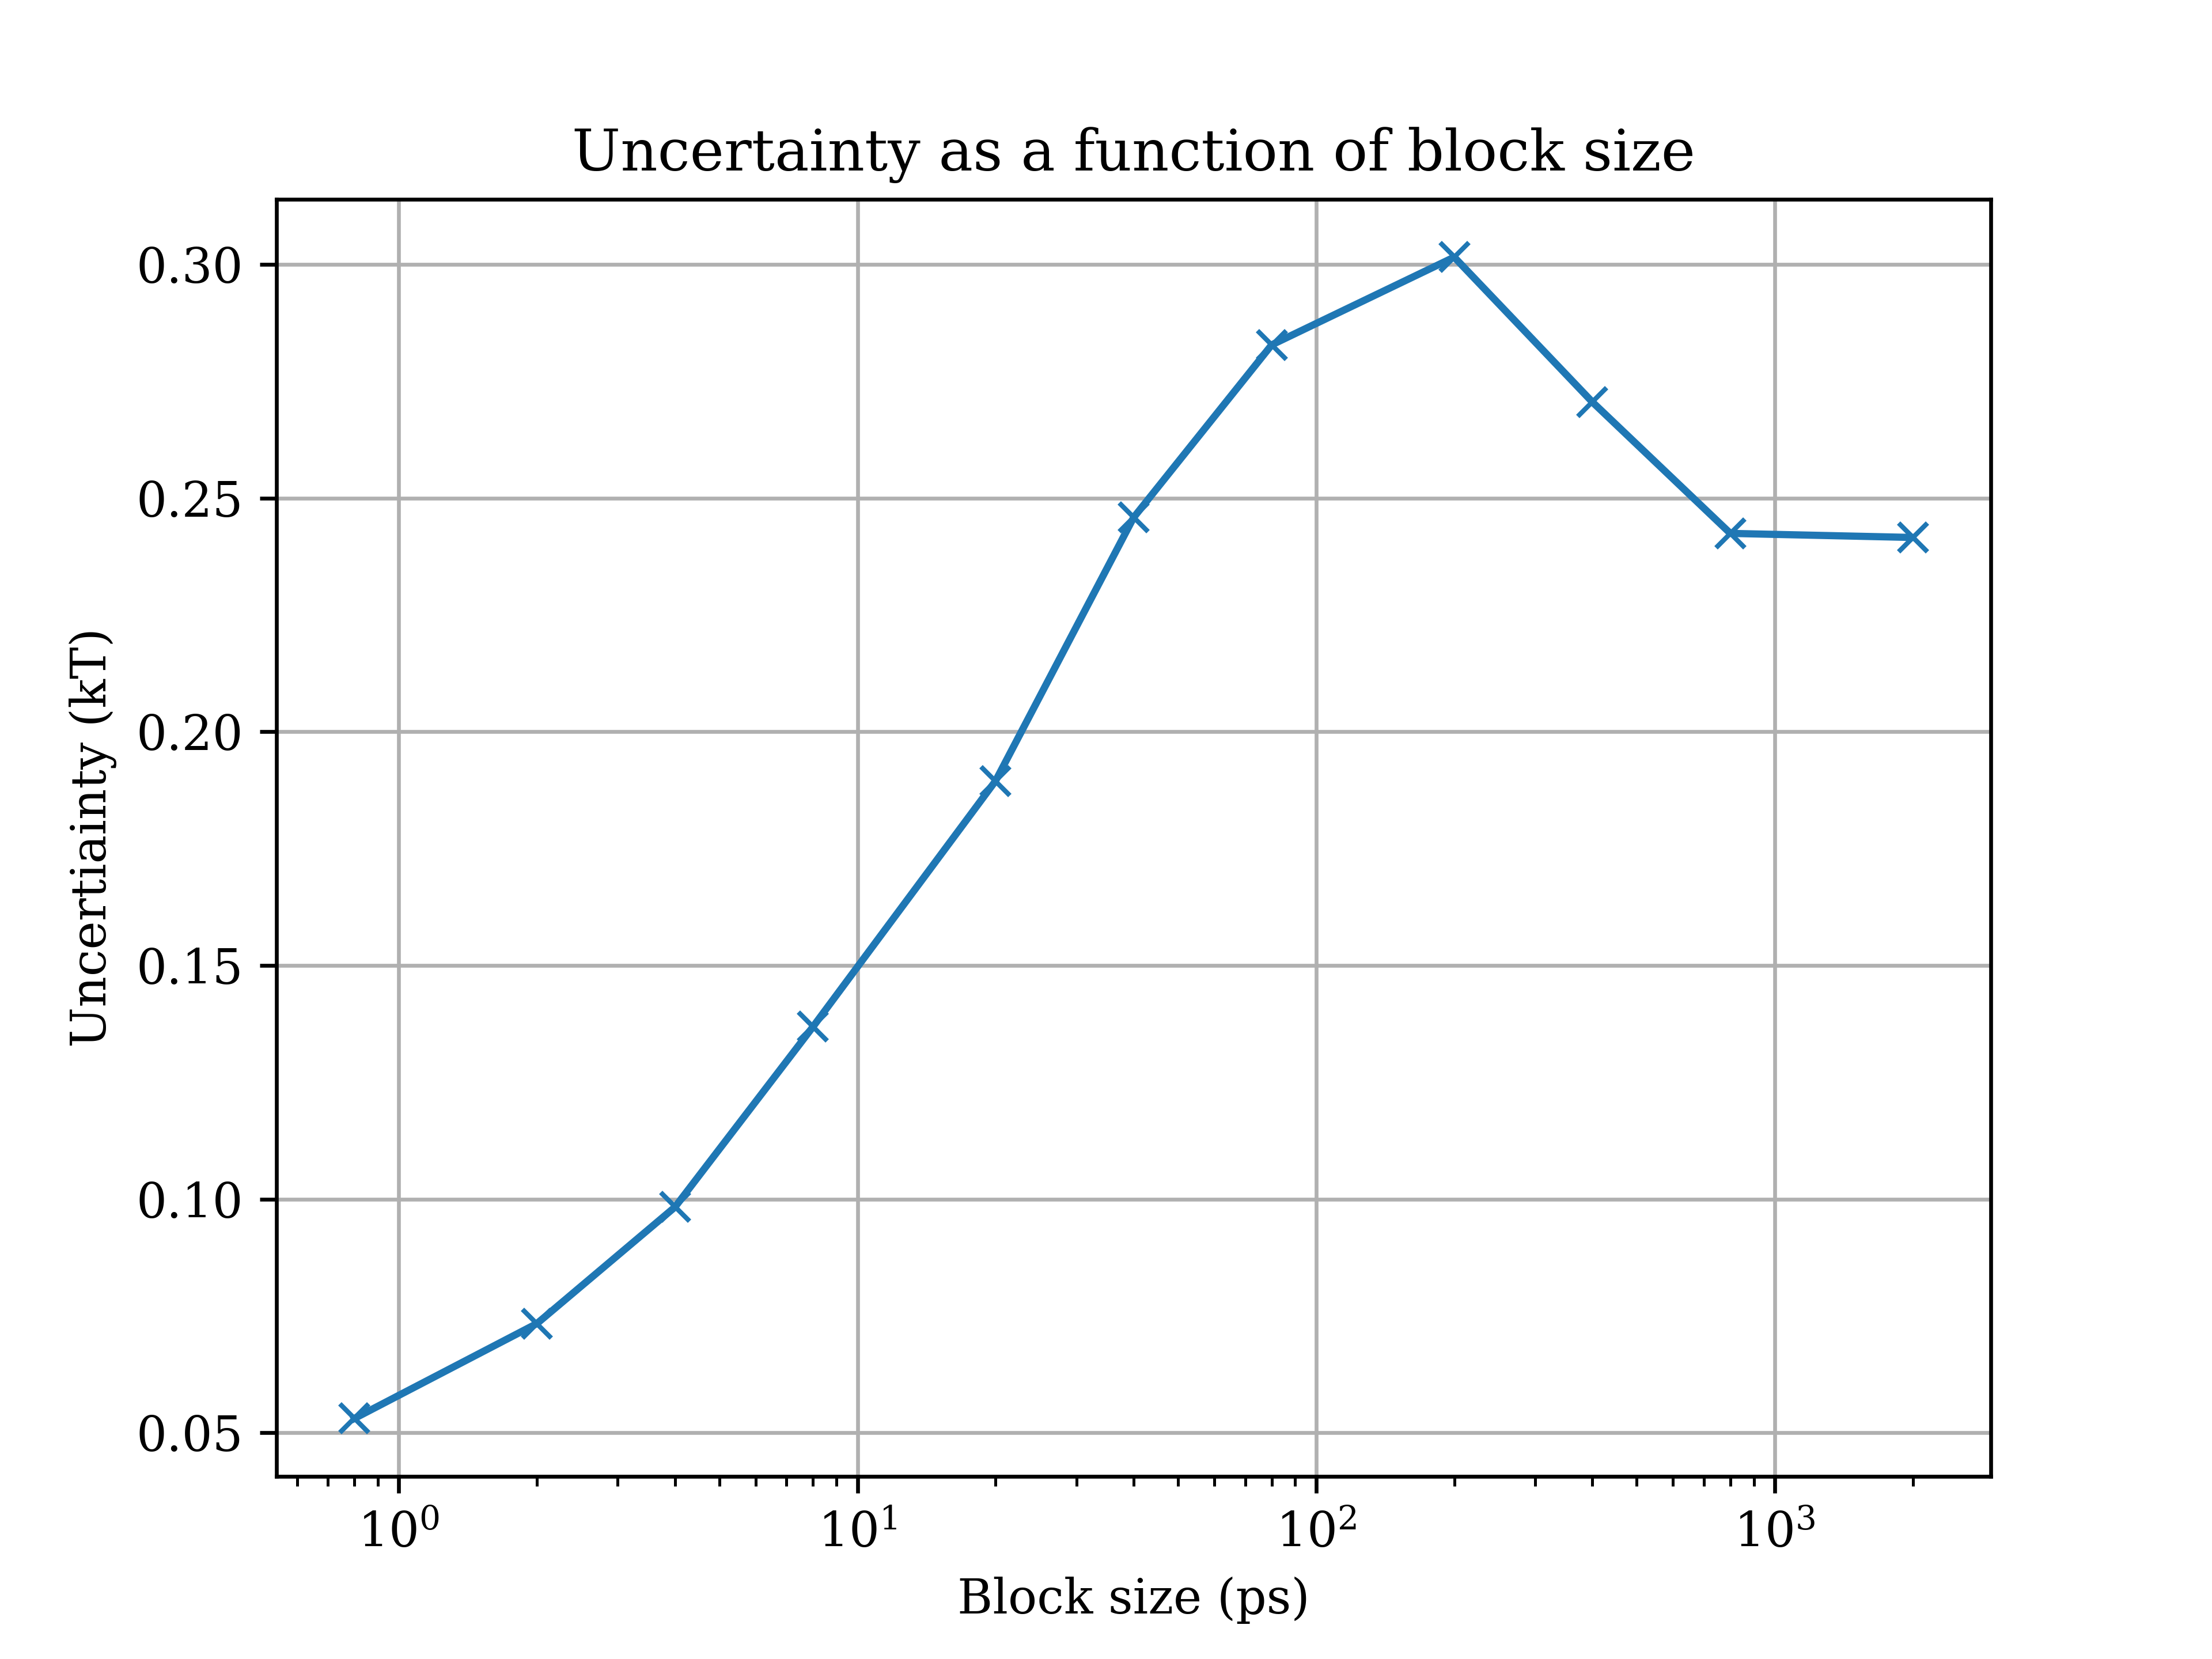 Uncertainty as a function of block size
0.30
0.25
0.20
0.15
0.10
0.05
Uncertiainty (kT)
10⁰ 10¹ 10² 10³
Block size (ps)